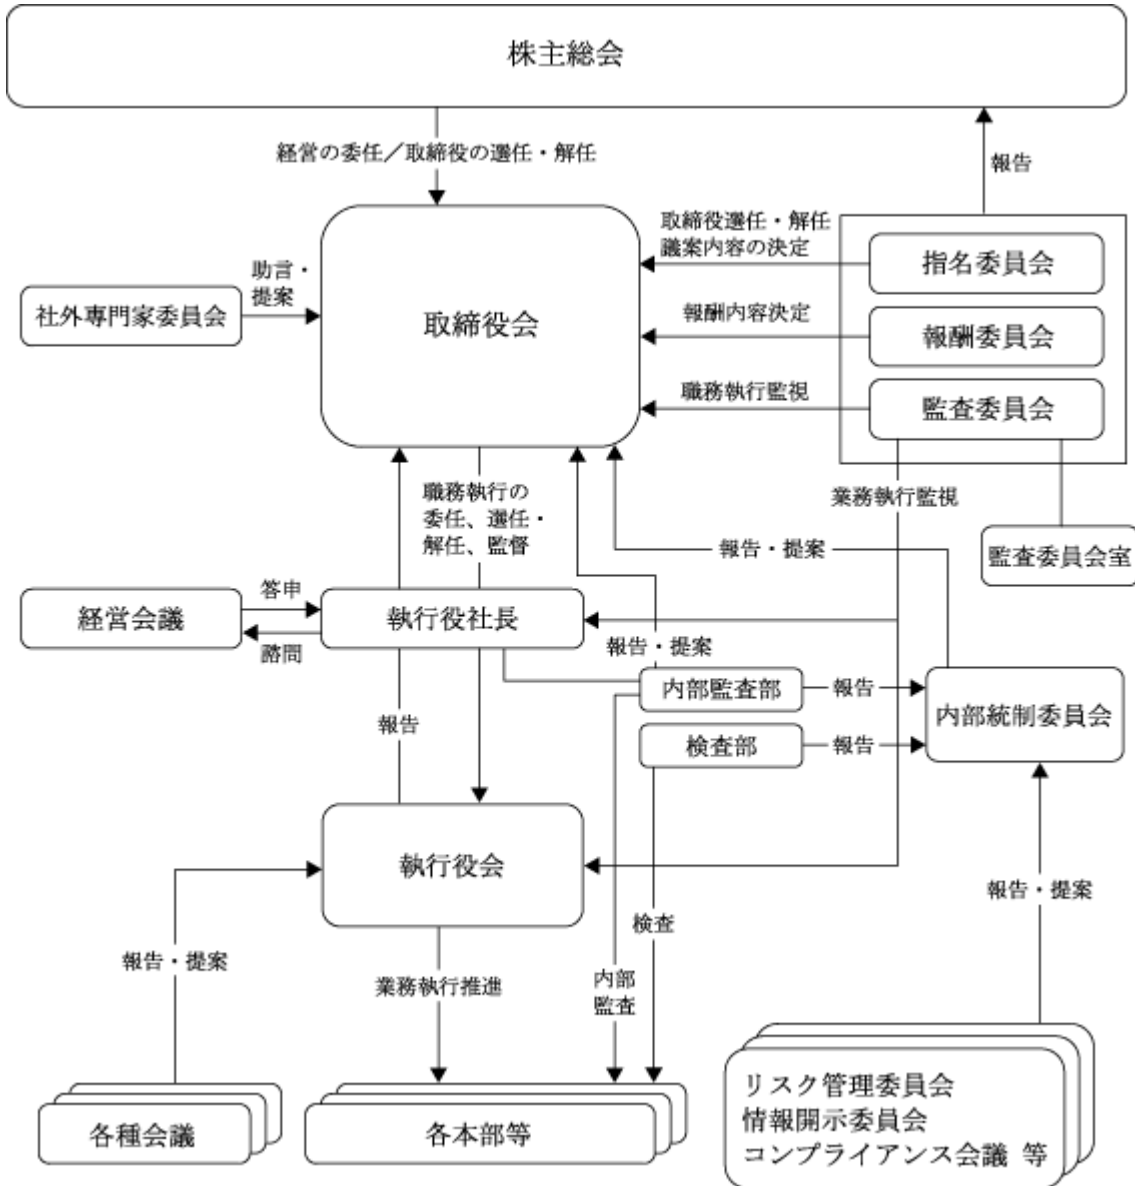 株主総会
経営の委任／取締役の選任・解任
報告
取締役選任・解任
議案内容の決定
指名委員会
助言・
提案
社外専門家委員会
取締役会
報酬内容決定
報酬委員会
職務執行監視
監査委員会
職務執行の
委任、選任・
解任、監督
業務執行監視
報告・提案
監査委員会室
答申
経営会議
執行役社長
諮問
報告・提案
内部監査部
報告
内部統制委員会
報告
検査部
報告
執行役会
報告・提案
検査
報告・提案
業務執行推進
内部
監査
リスク管理委員会
情報開示委員会
コンプライアンス会議 等
各種会議
各本部等